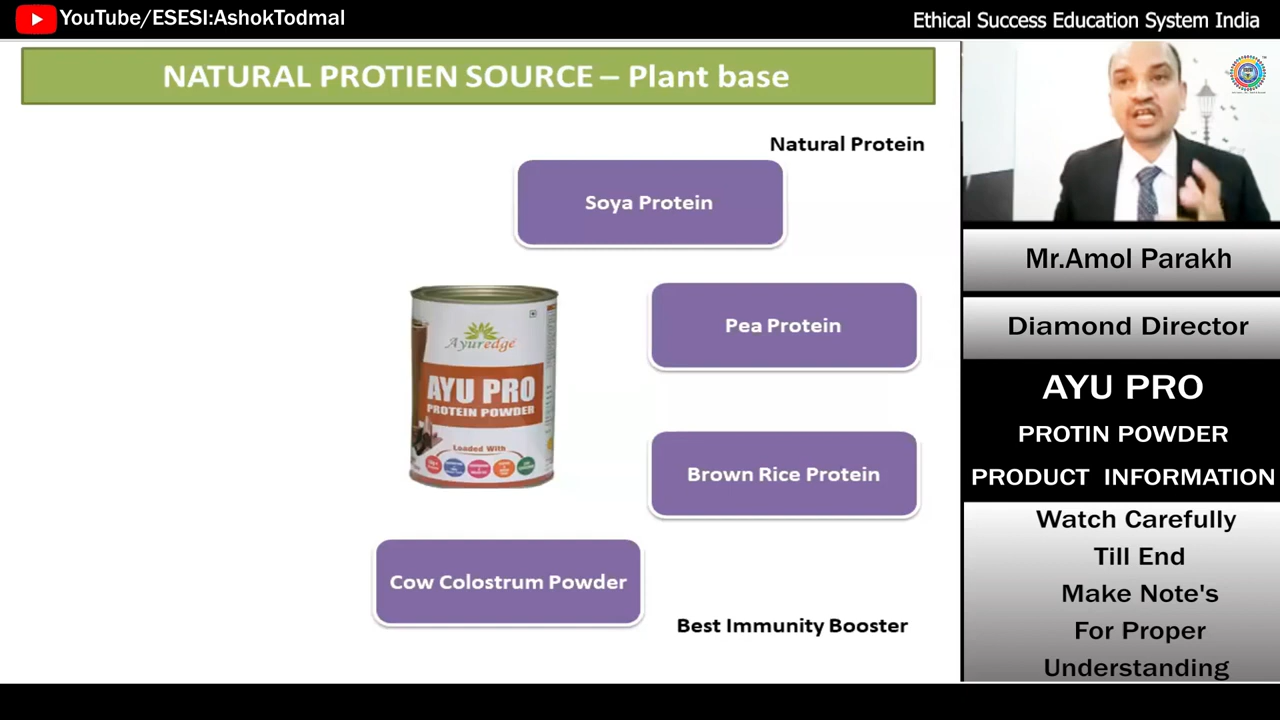 YouTube/ESESI:AshokTodmal
Ethical Success Education System India
NATURAL PROTIEN SOURCE – Plant base
Natural Protein
Soya Protein
Pea Protein
Ayuredge
AYU PRO
PROTEIN POWDER
Loaded With
Brown Rice Protein
Cow Colostrum Powder
Best Immunity Booster
Mr.Amol Parakh
Diamond Director
AYU PRO
PROTIN POWDER
PRODUCT INFORMATION
Watch Carefully
Till End
Make Note's
For Proper
Understanding